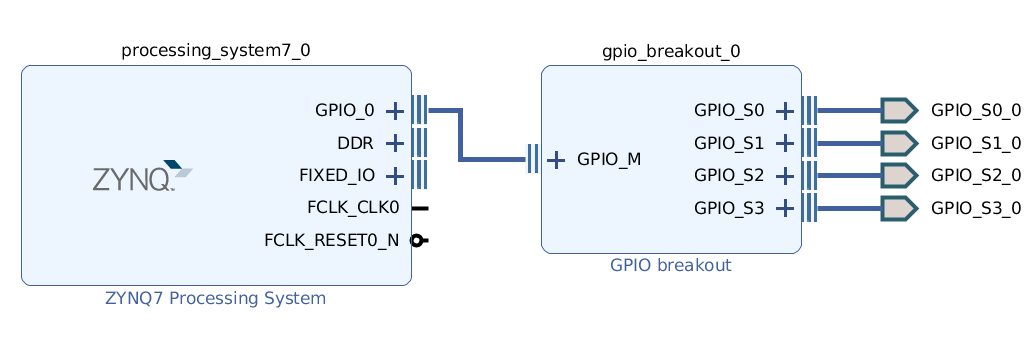 processing_system7_0
GPIO_0
DDR
FIXED_IO
FCLK_CLK0
FCLK_RESET0_N
ZYNQ™
ZYNQ7 Processing System
gpio_breakout_0
GPIO_M
GPIO_S0
GPIO_S1
GPIO_S2
GPIO_S3
GPIO breakout
GPIO_S0_0
GPIO_S1_0
GPIO_S2_0
GPIO_S3_0